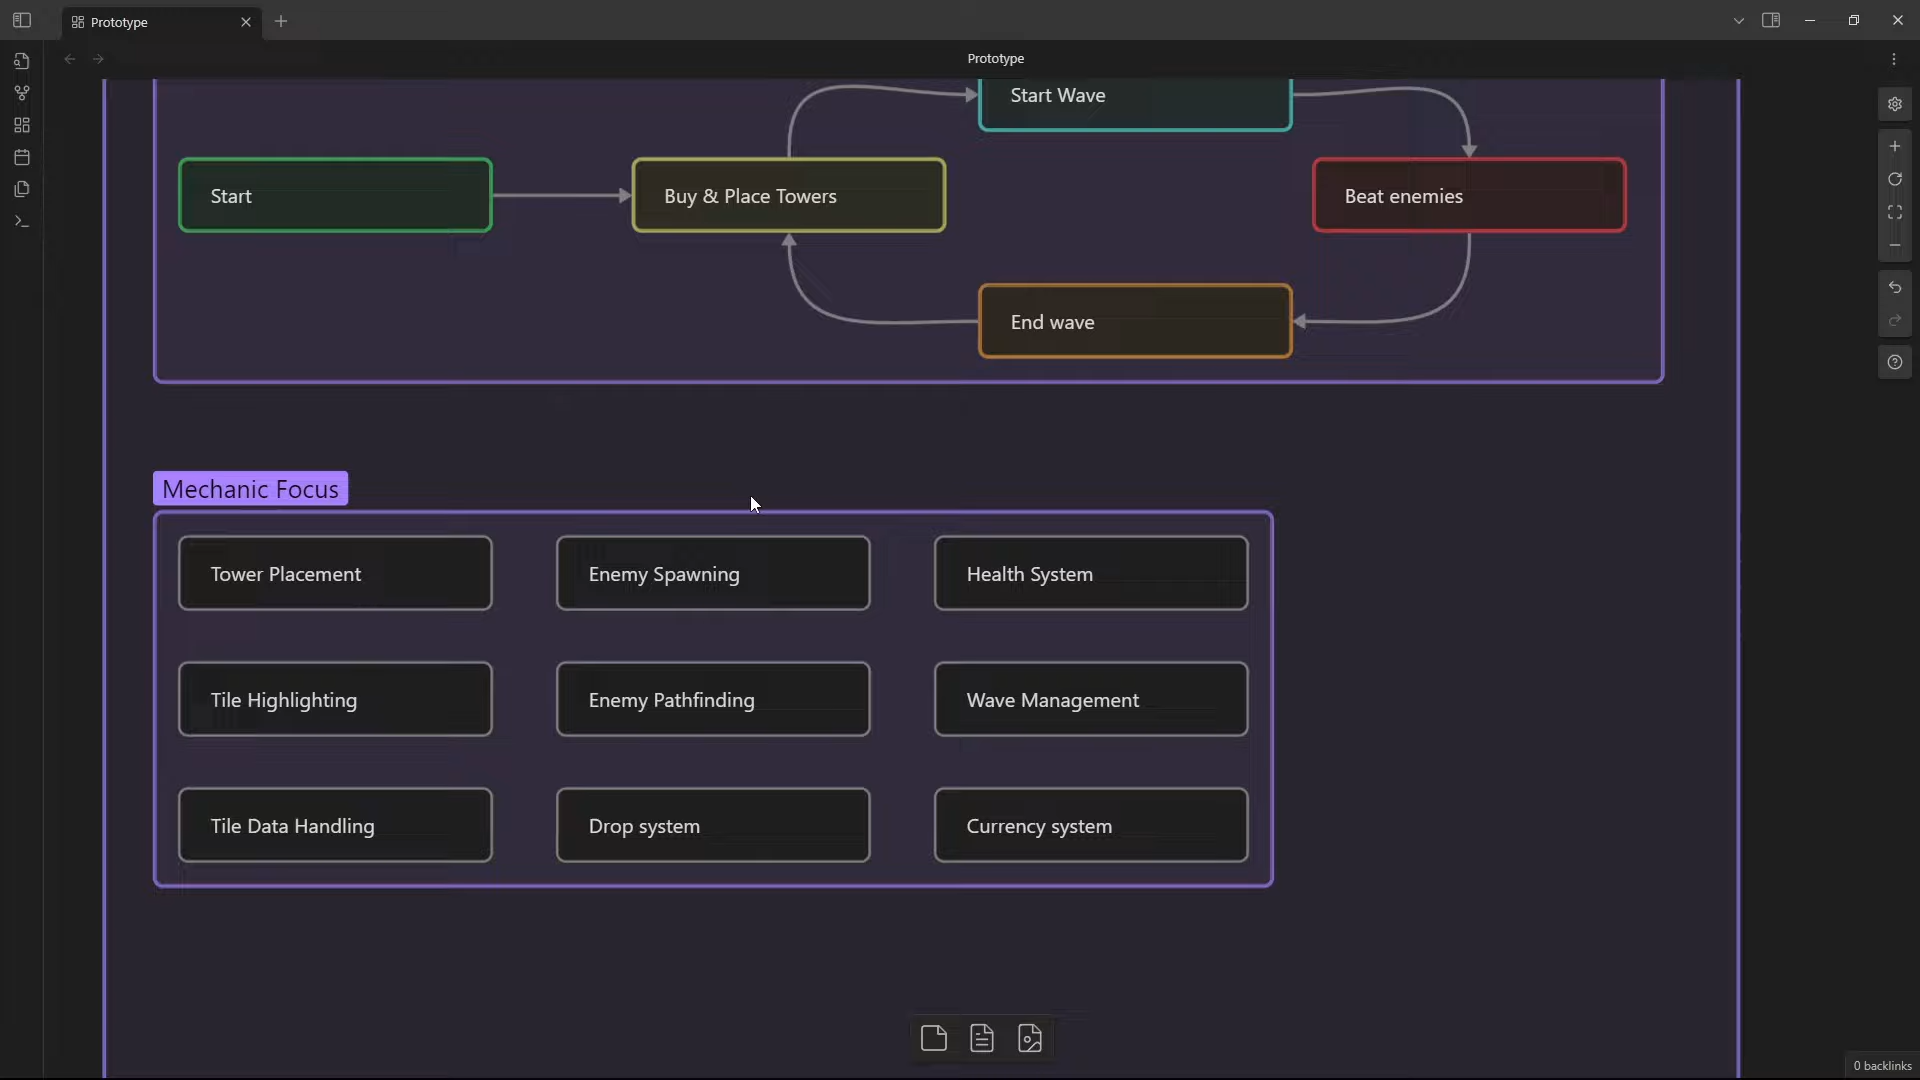 Prototype
Prototype
Start Wave
Start
Buy & Place Towers
Beat enemies
End wave
Mechanic Focus
Tower Placement
Enemy Spawning
Health System
Tile Highlighting
Enemy Pathfinding
Wave Management
Tile Data Handling
Drop system
Currency system
0 backlinks